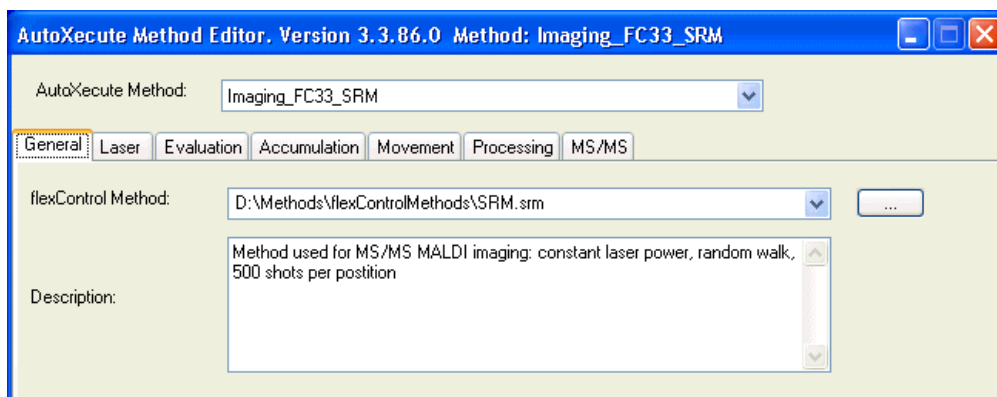 AutoXecute Method Editor. Version 3.3.86.0 Method: Imaging_FC33_SRM
AutoXecute Method:
Imaging_FC33_SRM
General Laser Evaluation Accumulation Movement Processing MS/MS
flexControl Method:
D:\Methods\flexControlMethods\SRM.srm
...
Description:
Method used for MS/MS MALDI imaging: constant laser power, random walk,
500 shots per postition